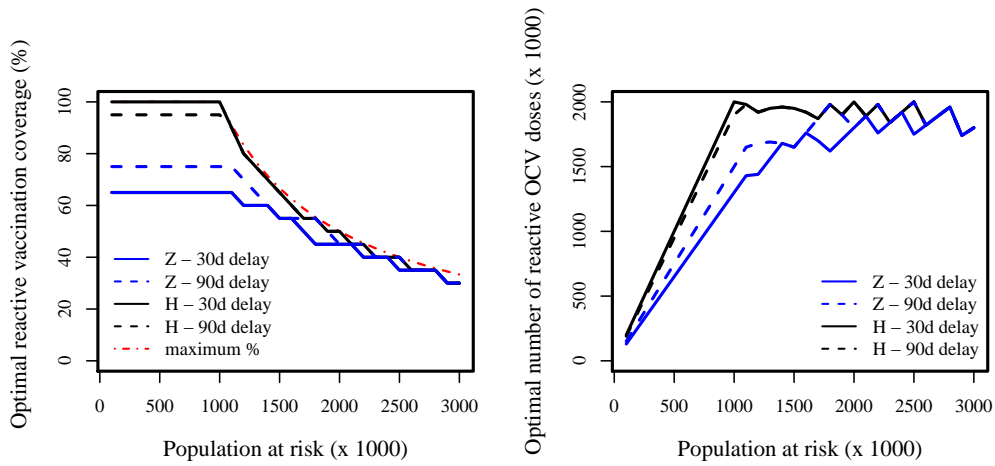 Optimal reactive vaccination coverage (%)
100
80
60
40
20
0
Z – 30d delay
Z – 90d delay
H – 30d delay
H – 90d delay
maximum %
0 500 1000 1500 2000 2500 3000
Population at risk (x 1000)
Optimal number of reactive OCV doses (x 1000)
2000
1500
1000
500
0
Z – 30d delay
Z – 90d delay
H – 30d delay
H – 90d delay
0 500 1000 1500 2000 2500 3000
Population at risk (x 1000)